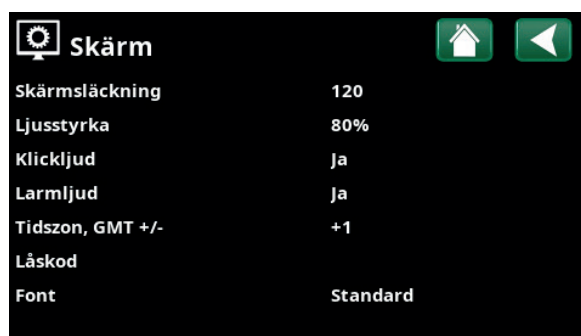 Skärm
Skärmsläckning 120
Ljusstyrka 80%
Klickljud Ja
Larmljud Ja
Tidszon, GMT +/- +1
Låskod
Font Standard